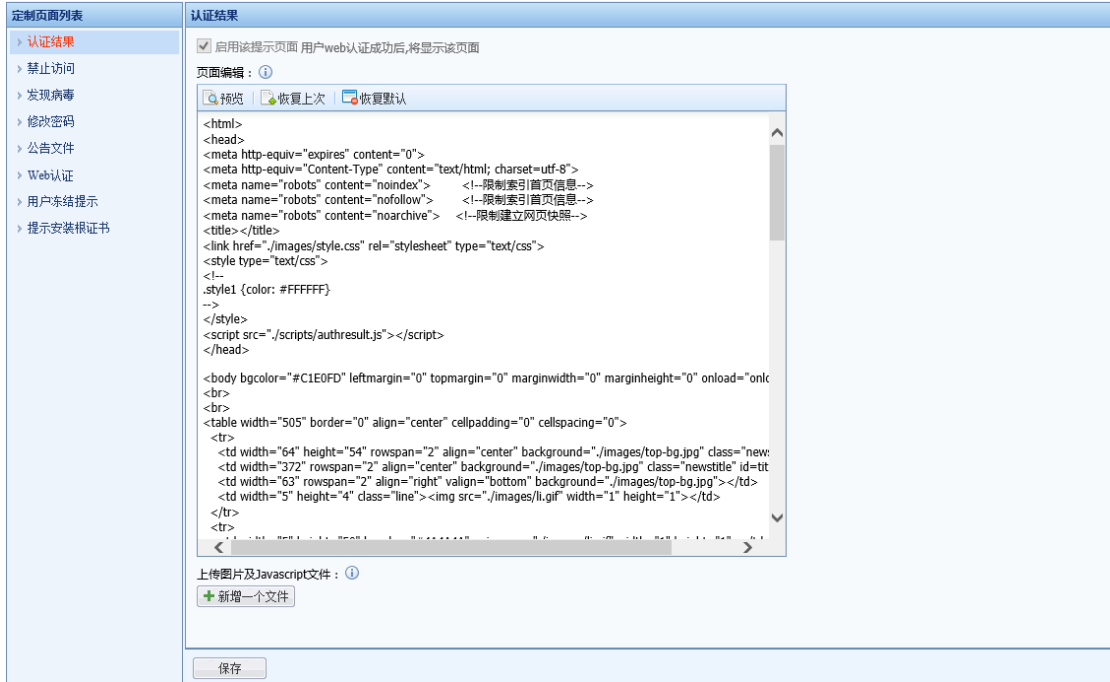 定制页面列表
认证结果
禁止访问
发现病毒
修改密码
公告文件
Web认证
用户冻结提示
提示安装根证书
认证结果
启用该提示页面 用户web认证成功后,将显示该页面
页面编辑：
预览 恢复上次 恢复默认
<html>
<head>
<meta http-equiv="expires" content="0">
<meta http-equiv="Content-Type" content="text/html; charset=utf-8">
<meta name="robots" content="noindex"> <!--限制索引首页信息-->
<meta name="robots" content="nofollow"> <!--限制索引首页信息-->
<meta name="robots" content="noarchive"> <!--限制建立网页快照-->
<title></title>
<link href="./images/style.css" rel="stylesheet" type="text/css">
<style type="text/css">
<!--
.style1 {color: #FFFFFF}
-->
</style>
<script src="./scripts/authresult.js"></script>
</head>
<body bgcolor="#C1E0FD" leftmargin="0" topmargin="0" marginwidth="0" marginheight="0" onload="onlo
<br>
<br>
<table width="505" border="0" align="center" cellpadding="0" cellspacing="0">
<tr>
<td width="64" height="54" rowspan="2" align="center" background="./images/top-bg.jpg" class="news
<td width="372" rowspan="2" align="center" background="./images/top-bg.jpg" class="newstitle" id=tit
<td width="63" rowspan="2" align="right" valign="bottom" background="./images/top-bg.jpg"></td>
<td width="5" height="4" class="line"><img src="./images/li.gif" width="1" height="1"></td>
</tr>
<tr>
上传图片及Javascript文件：
新增一个文件
保存